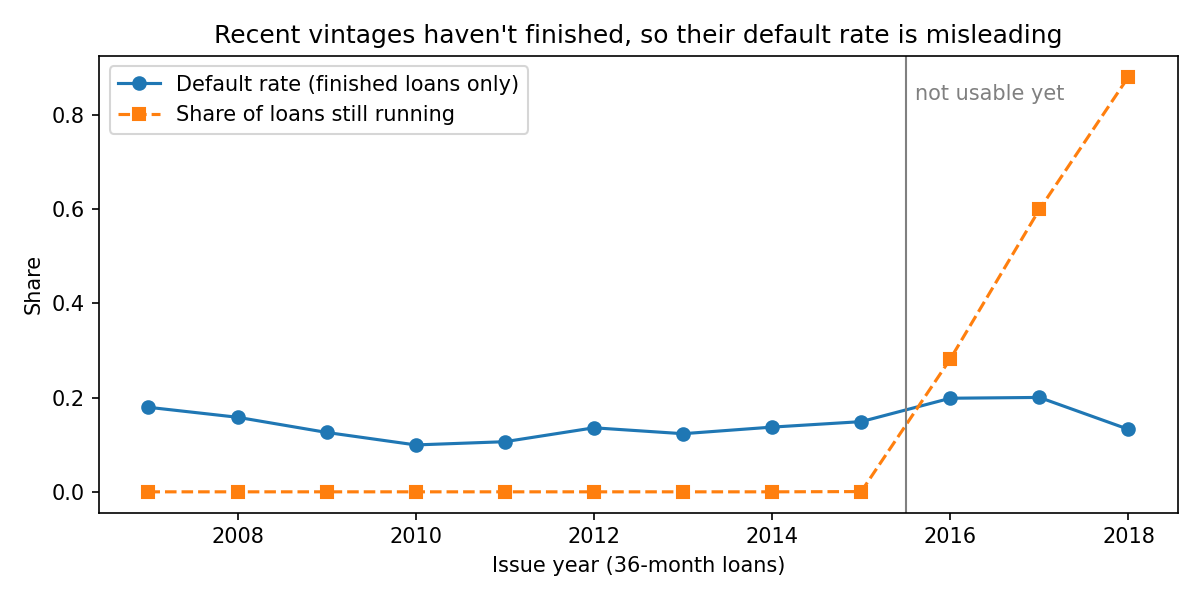 Recent vintages haven't finished, so their default rate is misleading
Default rate (finished loans only)
Share of loans still running
not usable yet
Share
0.8
0.6
0.4
0.2
0.0
2008 2010 2012 2014 2016 2018
Issue year (36-month loans)